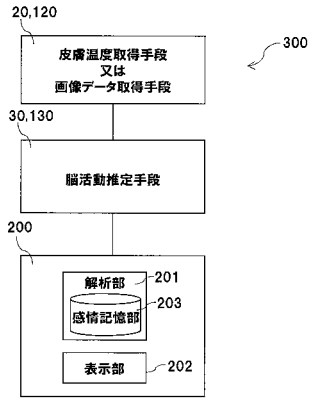 20,120
300
皮膚温度取得手段
又は
画像データ取得手段
30,130
脳活動推定手段
200
解析部
201
感情記憶部
203
表示部
202